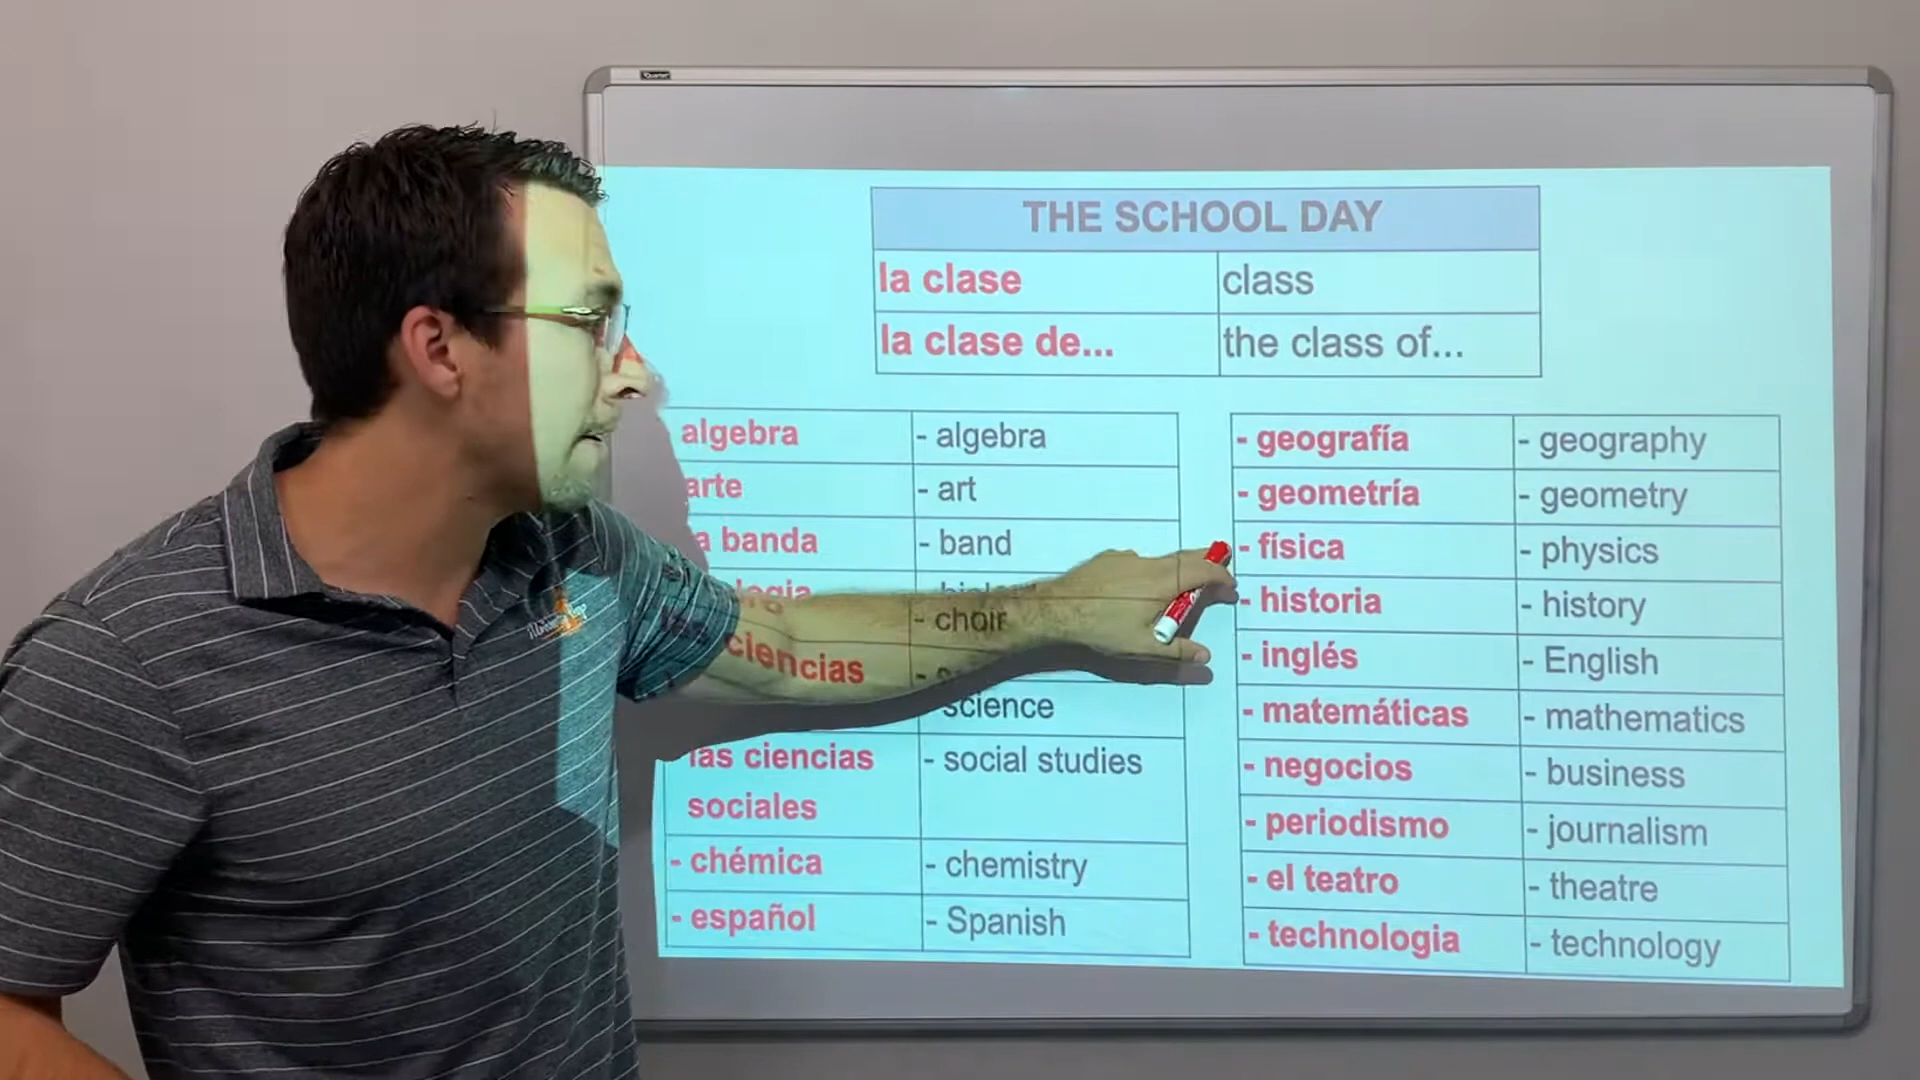 THE SCHOOL DAY
la clase class
la clase de... the class of...
algebra - algebra
arte - art
banda - band
- choir
ciencias
science
las ciencias - social studies
sociales
- chémica - chemistry
- español - Spanish
- geografía - geography
- geometría - geometry
- física - physics
- historia - history
- inglés - English
- matemáticas - mathematics
- negocios - business
- periodismo - journalism
- el teatro - theatre
- technologia - technology